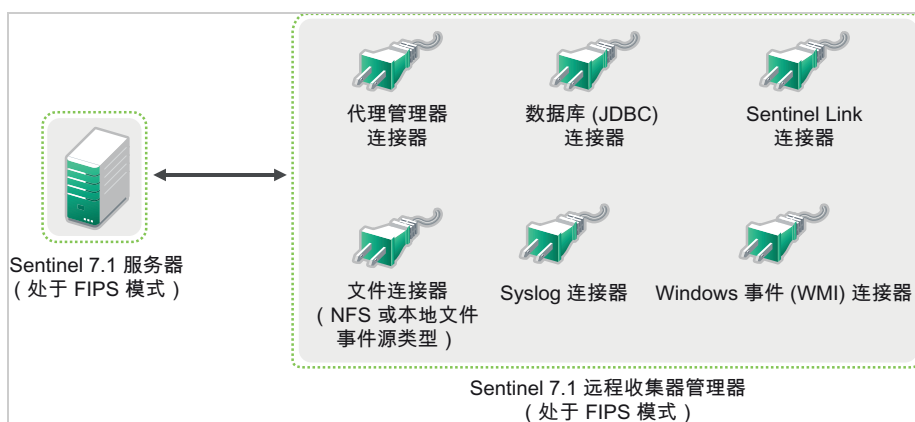 代理管理器
连接器
数据库 (JDBC)
连接器
Sentinel Link
连接器
Sentinel 7.1 服务器
（处于 FIPS 模式）
文件连接器
（NFS 或本地文件
事件源类型）
Syslog 连接器
Windows 事件 (WMI) 连接器
Sentinel 7.1 远程收集器管理器
（处于 FIPS 模式）